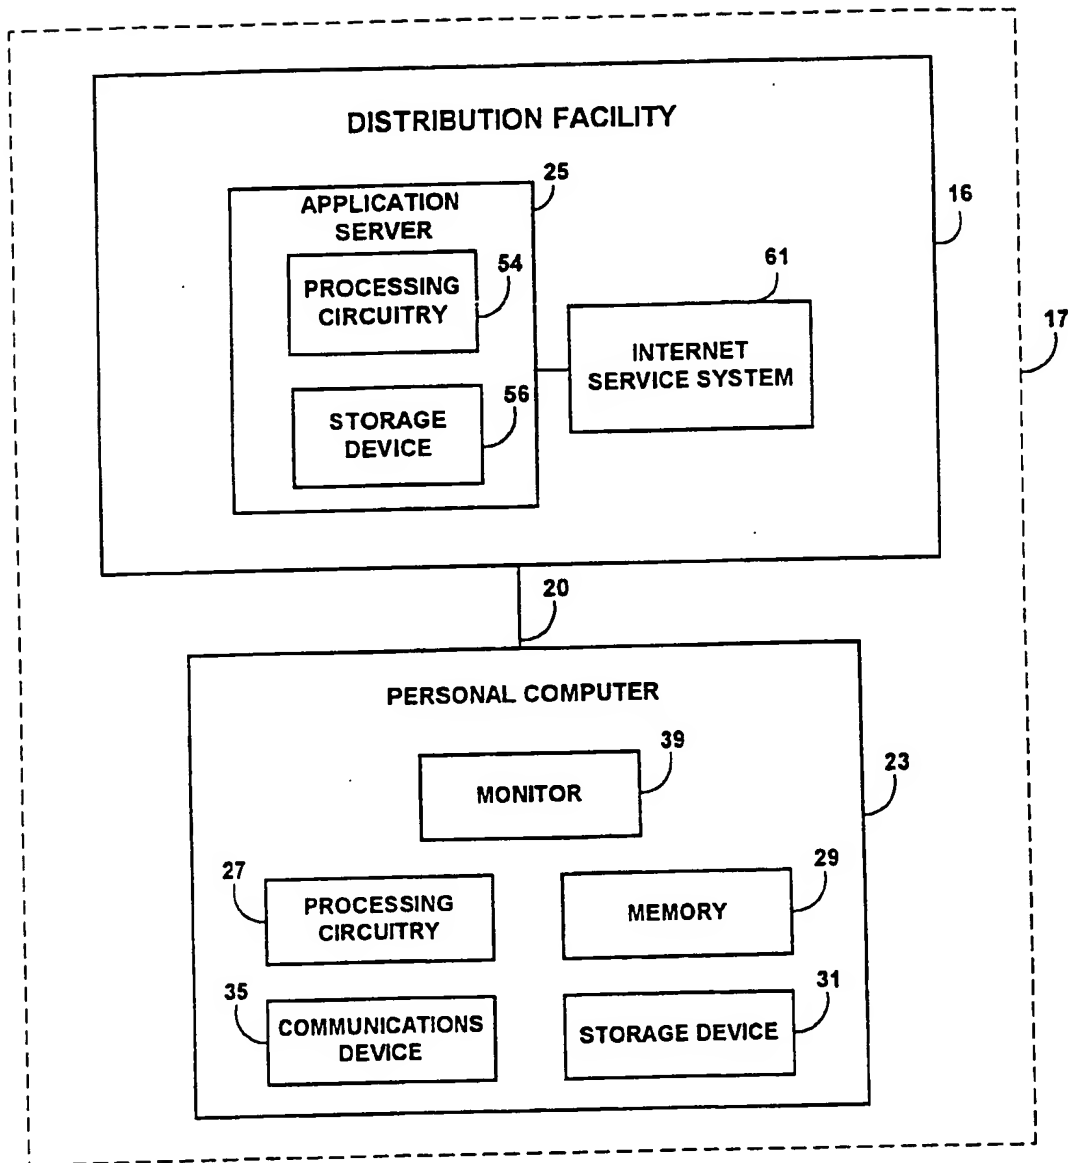 DISTRIBUTION FACILITY
25
APPLICATION
SERVER
16
54
PROCESSING
CIRCUITRY
61
17
INTERNET
SERVICE SYSTEM
56
STORAGE
DEVICE
20
PERSONAL COMPUTER
39
23
MONITOR
27
29
PROCESSING
CIRCUITRY
MEMORY
35
31
COMMUNICATIONS
DEVICE
STORAGE DEVICE